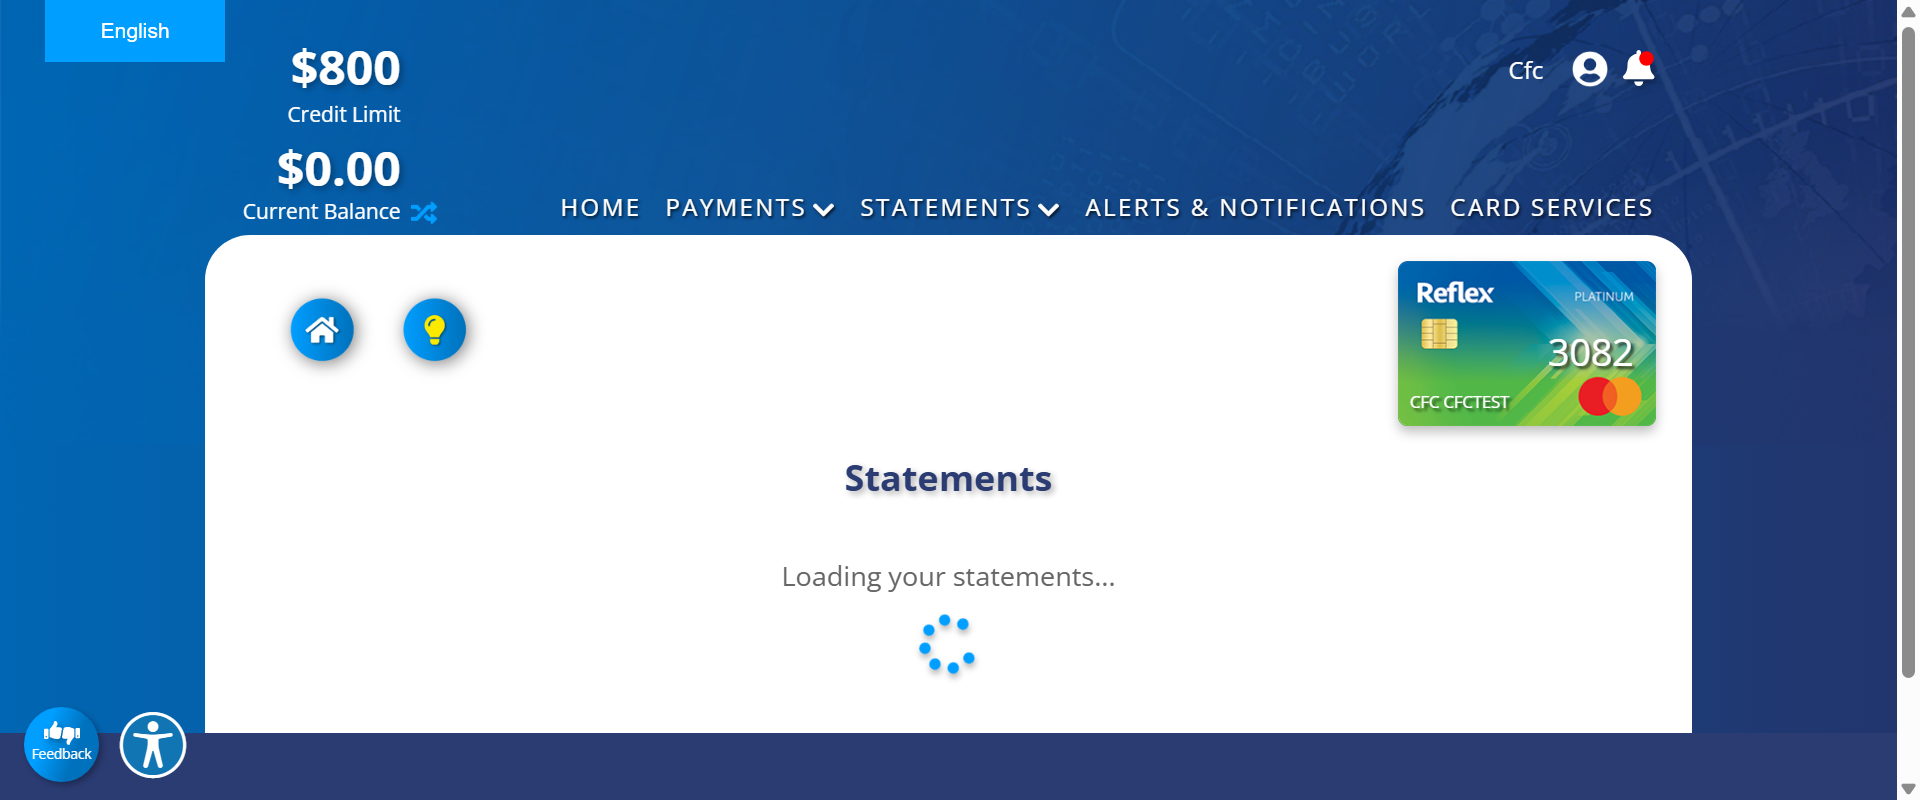 English
$800
Credit Limit
$0.00
Current Balance
Cfc
HOME PAYMENTS STATEMENTS ALERTS & NOTIFICATIONS CARD SERVICES
Reflex
PLATINUM
3082
CFC CFCTEST
Statements
Loading your statements...
Feedback